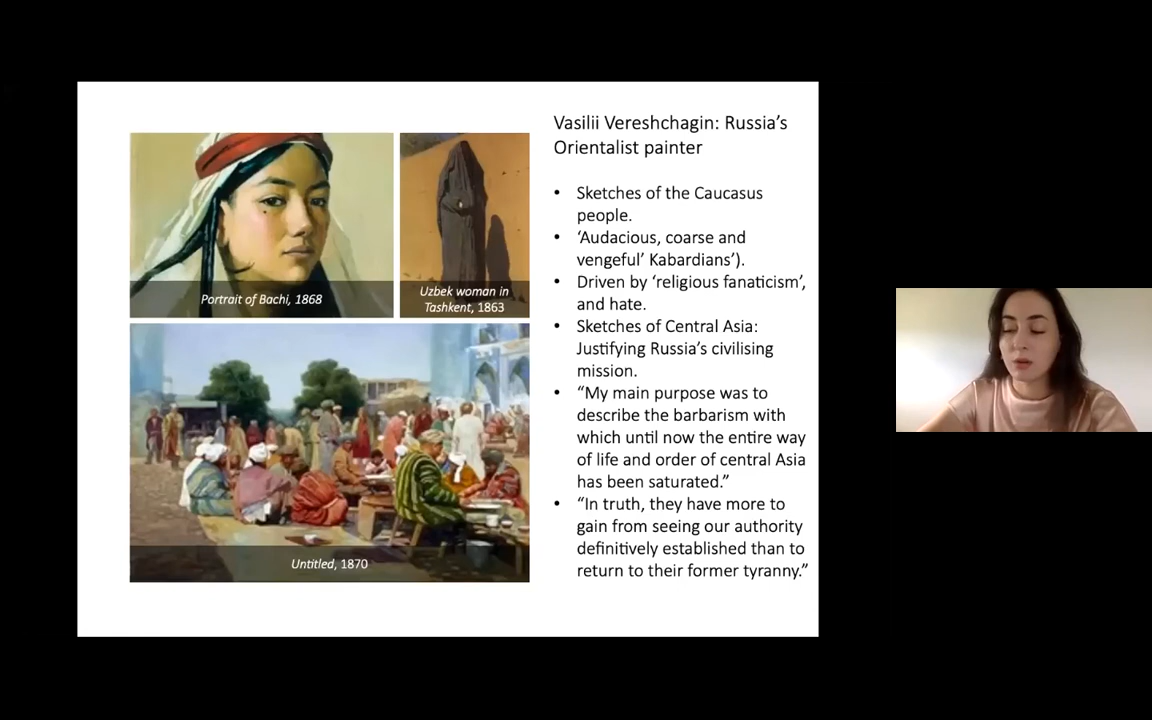 Vasilii Vereshchagin: Russia's
Orientalist painter
• Sketches of the Caucasus
people.
• ‘Audacious, coarse and
vengeful’ Kabardians’).
• Driven by ‘religious fanaticism’,
and hate.
• Sketches of Central Asia:
Justifying Russia’s civilising
mission.
• “My main purpose was to
describe the barbarism with
which until now the entire way
of life and order of central Asia
has been saturated.”
• “In truth, they have more to
gain from seeing our authority
definitively established than to
return to their former tyranny.”
Portrait of Bachi, 1868
Uzbek woman in
Tashkent, 1863
Untitled, 1870